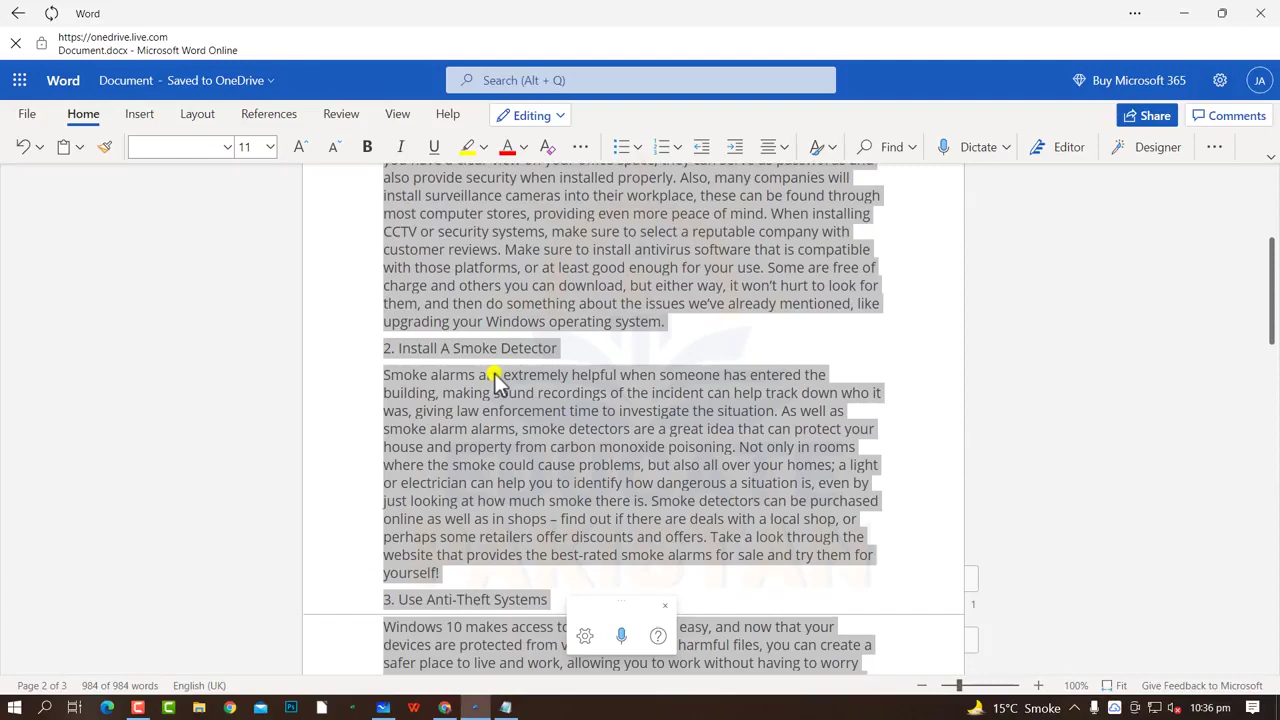 Word
https://onedrive.live.com
Document.docx - Microsoft Word Online
Word Document - Saved to OneDrive Search (Alt + Q) Buy Microsoft 365 JA
File Home Insert Layout References Review View Help Editing Share Comments
11 A A B I U A A Find Dictate Editor Designer
also provide security when installed properly. Also, many companies will
install surveillance cameras into their workplace, these can be found through
most computer stores, providing even more peace of mind. When installing
CCTV or security systems, make sure to select a reputable company with
customer reviews. Make sure to install antivirus software that is compatible
with those platforms, or at least good enough for your use. Some are free of
charge and others you can download, but either way, it won't hurt to look for
them, and then do something about the issues we've already mentioned, like
upgrading your Windows operating system.
2. Install A Smoke Detector
Smoke alarms extremely helpful when someone has entered the
building, making sound recordings of the incident can help track down who it
was, giving law enforcement time to investigate the situation. As well as
smoke alarm alarms, smoke detectors are a great idea that can protect your
house and property from carbon monoxide poisoning. Not only in rooms
where the smoke could cause problems, but also all over your homes; a light
or electrician can help you to identify how dangerous a situation is, even by
just looking at how much smoke there is. Smoke detectors can be purchased
online as well as in shops – find out if there are deals with a local shop, or
perhaps some retailers offer discounts and offers. Take a look through the
website that provides the best-rated smoke alarms for sale and try them for
yourself!
3. Use Anti-Theft Systems
1
Windows 10 makes access to easy, and now that your
devices are protected from harmful files, you can create a
safer place to live and work, allowing you to work without having to worry
Page 2 of 3 984 of 984 words English (UK) 100% Fit Give Feedback to Microsoft
15°C Smoke 10:36 pm